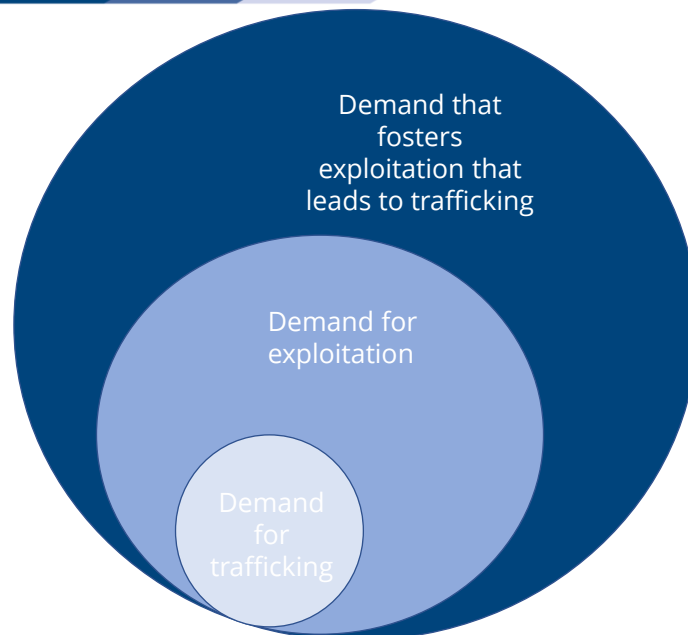 Demand that
fosters
exploitation that
leads to trafficking
Demand for
exploitation
Demand
for
trafficking